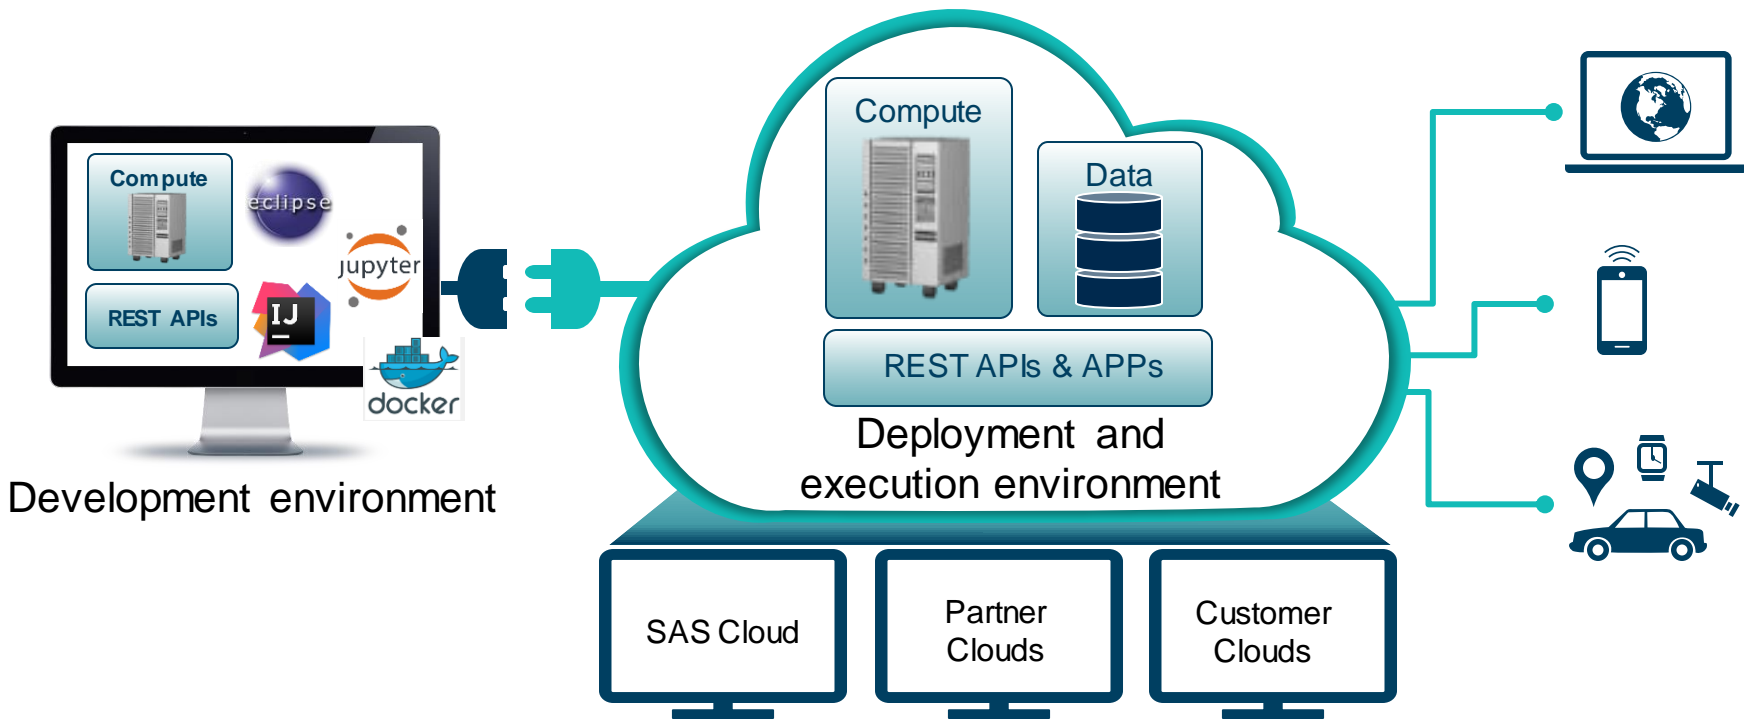 Compute
eclipse
jupyter
REST APIs
IJ
docker
Development environment
Compute
Data
REST APIs & APPs
Deployment and
execution environment
SAS Cloud
Partner
Clouds
Customer
Clouds